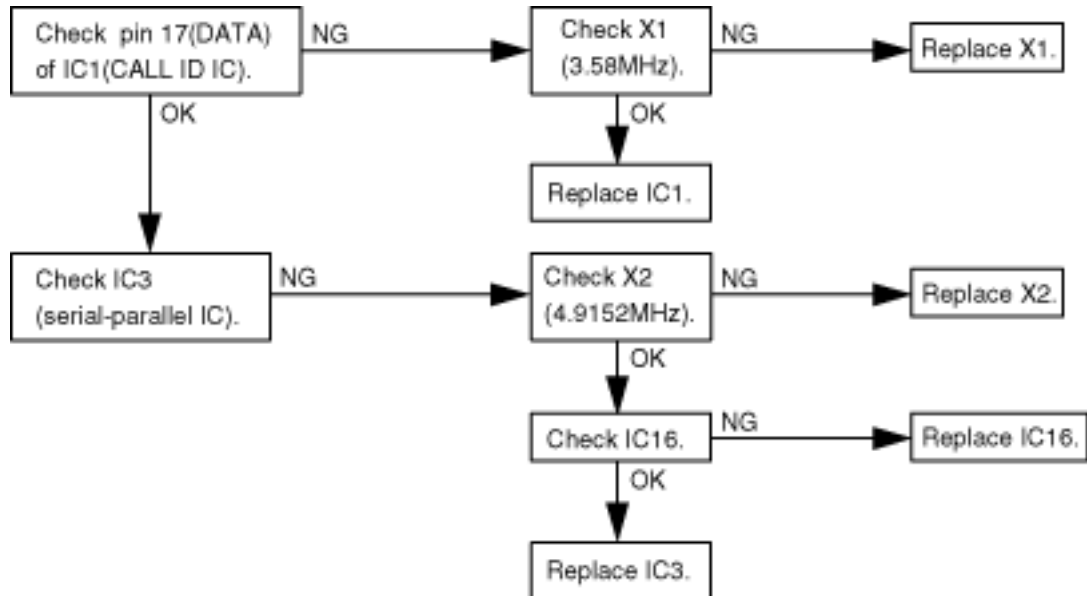 Check pin 17(DATA)
of IC1(CALL ID IC).
NG
Check X1
(3.58MHz).
NG
Replace X1.
OK
OK
Replace IC1.
Check IC3
(serial-parallel IC).
NG
Check X2
(4.9152MHz).
NG
Replace X2.
OK
Check IC16.
NG
Replace IC16.
OK
Replace IC3.